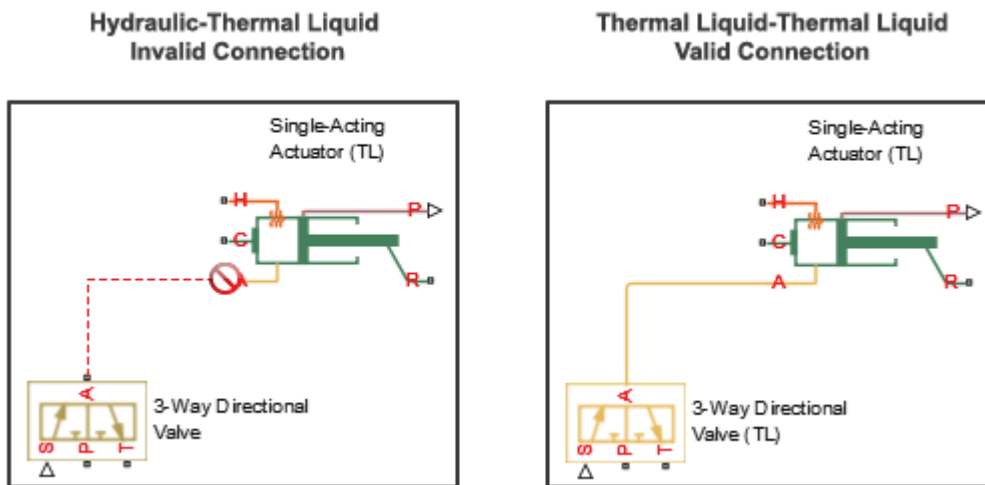 Hydraulic-Thermal Liquid
Invalid Connection
Single-Acting
Actuator (TL)
H
P
C
A
R
A
3-Way Directional
Valve
S
P
T
Thermal Liquid-Thermal Liquid
Valid Connection
Single-Acting
Actuator (TL)
H
P
C
A
R
A
3-Way Directional
Valve (TL)
S
P
T